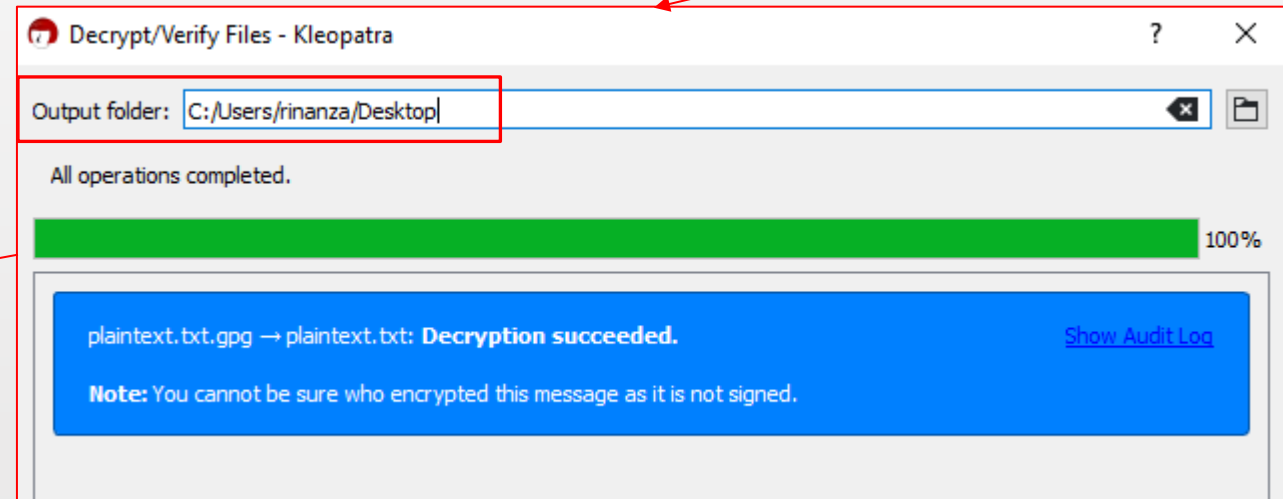 Decrypt/Verify Files - Kleopatra ?
Output folder: C:/Users/rinanza/Desktop
All operations completed.
100%
plaintext.txt.gpg → plaintext.txt: Decryption succeeded. Show Audit Log
Note: You cannot be sure who encrypted this message as it is not signed.